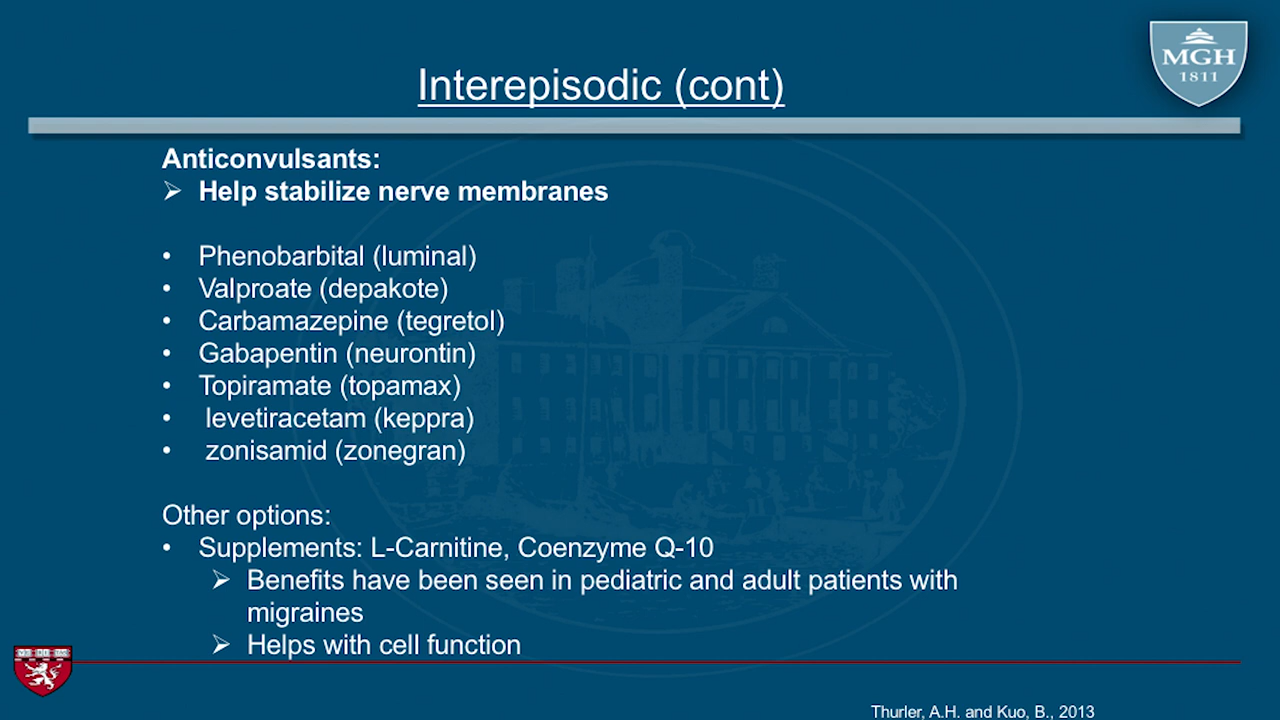 MGH
1811
Interepisodic (cont)
Anticonvulsants:
➢ Help stabilize nerve membranes
• Phenobarbital (luminal)
• Valproate (depakote)
• Carbamazepine (tegretol)
• Gabapentin (neurontin)
• Topiramate (topamax)
• levetiracetam (keppra)
• zonisamid (zonegran)
Other options:
• Supplements: L-Carnitine, Coenzyme Q-10
➢ Benefits have been seen in pediatric and adult patients with
migraines
➢ Helps with cell function
Thurler, A.H. and Kuo, B., 2013